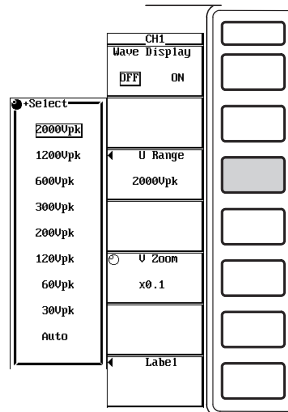 CH1
Wave Display
OFF ON
+Select
2000Vpk
1200Vpk
600Vpk
300Vpk
200Vpk
120Vpk
60Vpk
30Vpk
Auto
U Range
2000Vpk
V Zoom
x0.1
Label